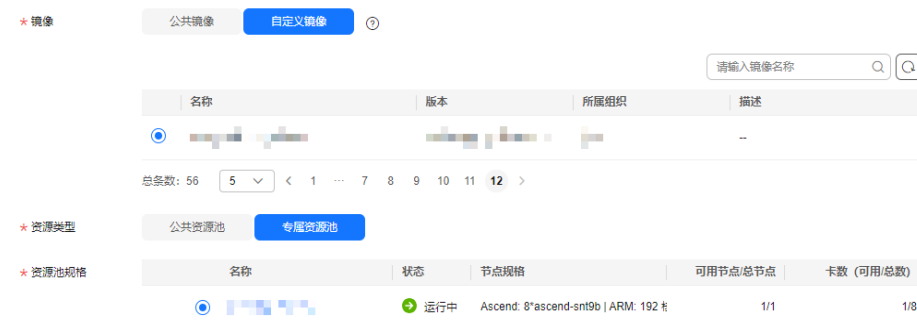 * 镜像 公共镜像 自定义镜像 ?
请输入镜像名称
名称 版本 所属组织 描述
--
总条数: 56 5 < 1 ··· 7 8 9 10 11 12 >
* 资源类型 公共资源池 专属资源池
* 资源池规格 名称 状态 节点规格 可用节点/总节点 卡数 (可用/总数)
运行中 Ascend: 8*ascend-snt9b | ARM: 192 1/1 1/8